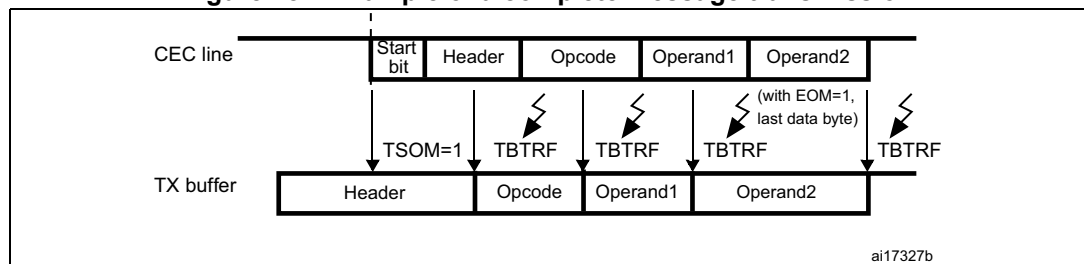 CEC line
Start
bit
Header
Opcode
Operand1
Operand2
(with EOM=1,
last data byte)
TSOM=1
TBTRF
TBTRF
TBTRF
TBTRF
TX buffer
Header
Opcode
Operand1
Operand2
ai17327b